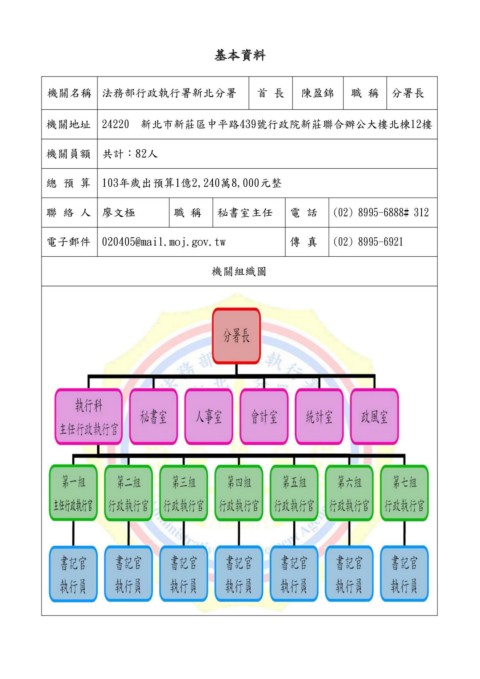 基本資料
機關名稱 法務部行政執行署新北分署 首長 陳盈錦 職稱 分署長
機關地址 24220 新北市新莊區中平路439號行政院新莊聯合辦公大樓北棟12樓
機關員額 共計：82人
總預算 103年歲出預算1億2,240萬8,000元整
聯絡人 廖文極 職稱 秘書室主任 電話 (02) 8995-6888# 312
電子郵件 020405@mail.moj.gov.tw 傳真 (02) 8995-6921
機關組織圖
分署長
執行科 主任行政執行官
秘書室
人事室
會計室
統計室
政風室
第一組 主任行政執行官
第二組 行政執行官
第三組 行政執行官
第四組 行政執行官
第五組 行政執行官
第六組 行政執行官
第七組 行政執行官
書記官 執行員
書記官 執行員
書記官 執行員
書記官 執行員
書記官 執行員
書記官 執行員
書記官 執行員